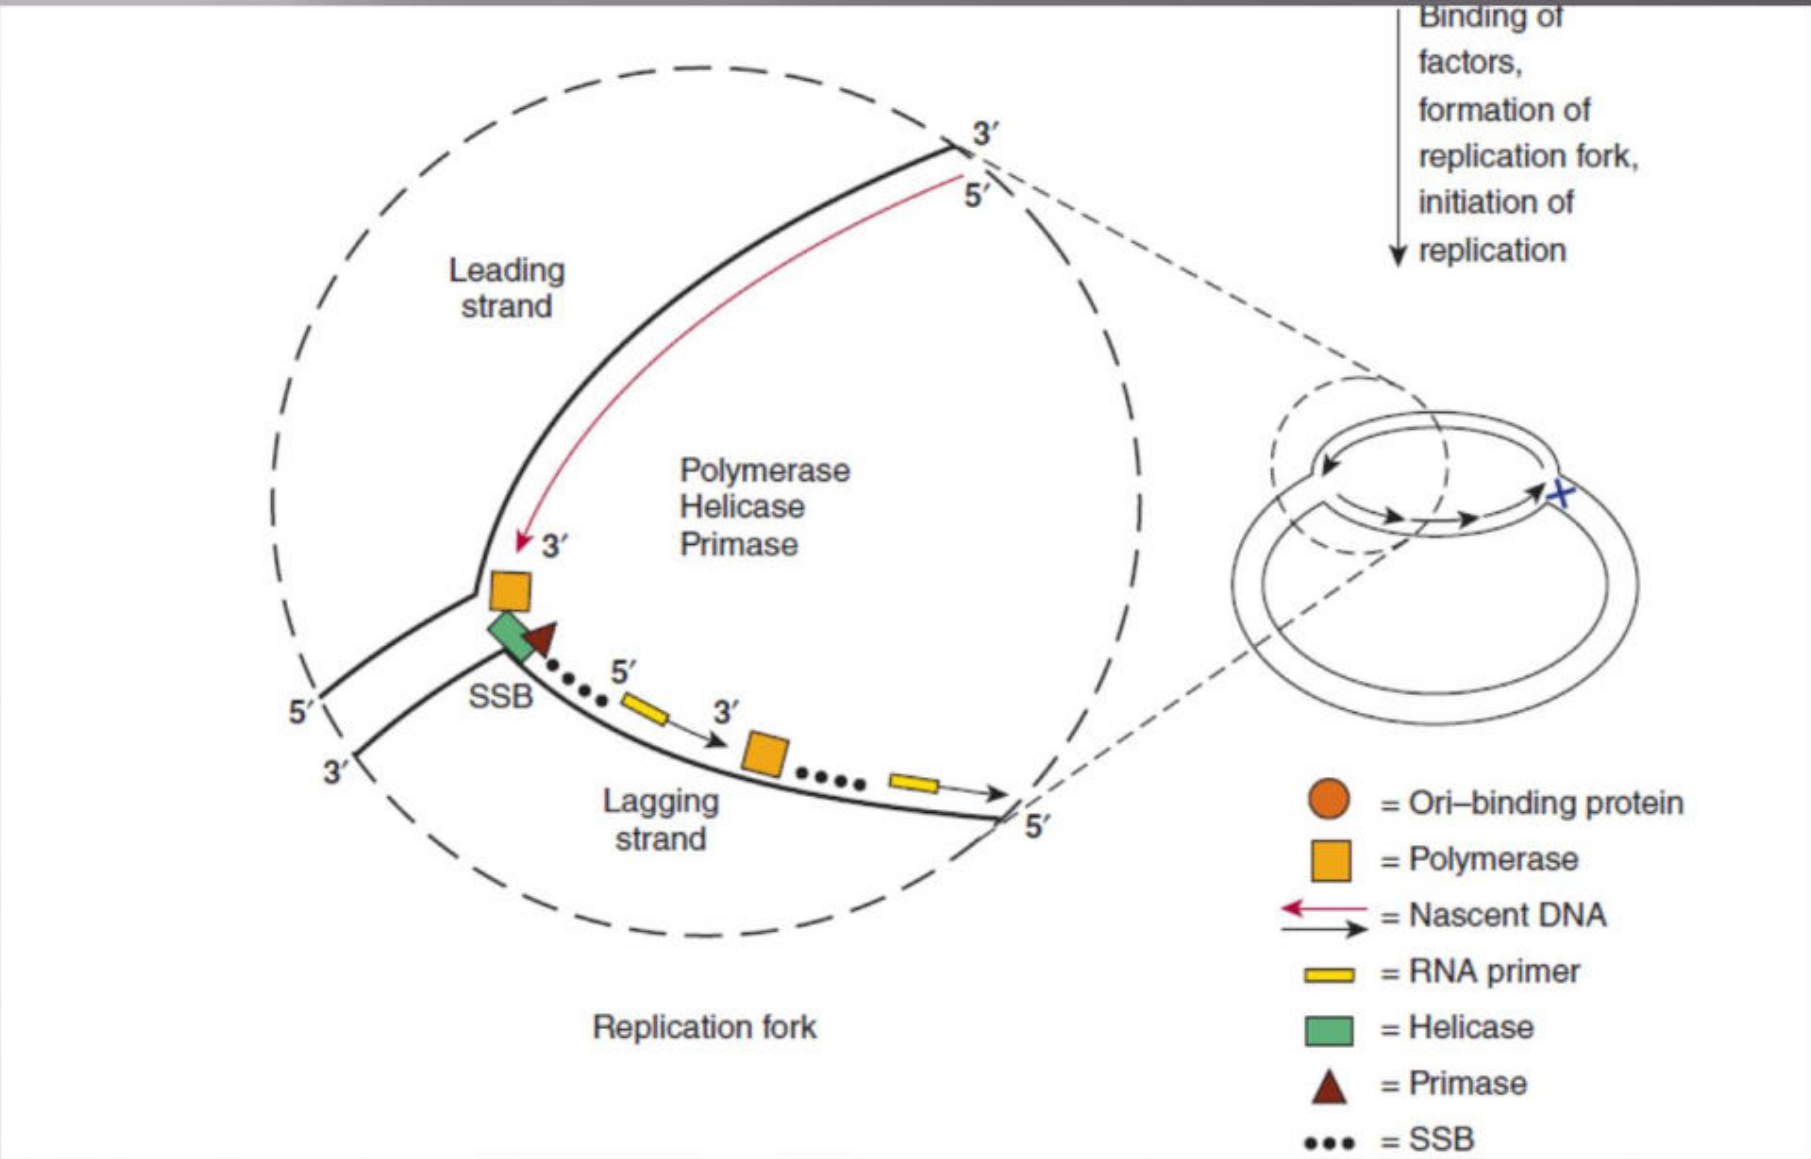 Binding of
factors,
formation of
replication fork,
initiation of
replication
3′
5′
Leading
strand
Polymerase
Helicase
Primase
3′
5′
3′
SSB
5′
3′
Lagging
strand
5′
Replication fork
= Ori–binding protein
= Polymerase
= Nascent DNA
= RNA primer
= Helicase
= Primase
= SSB